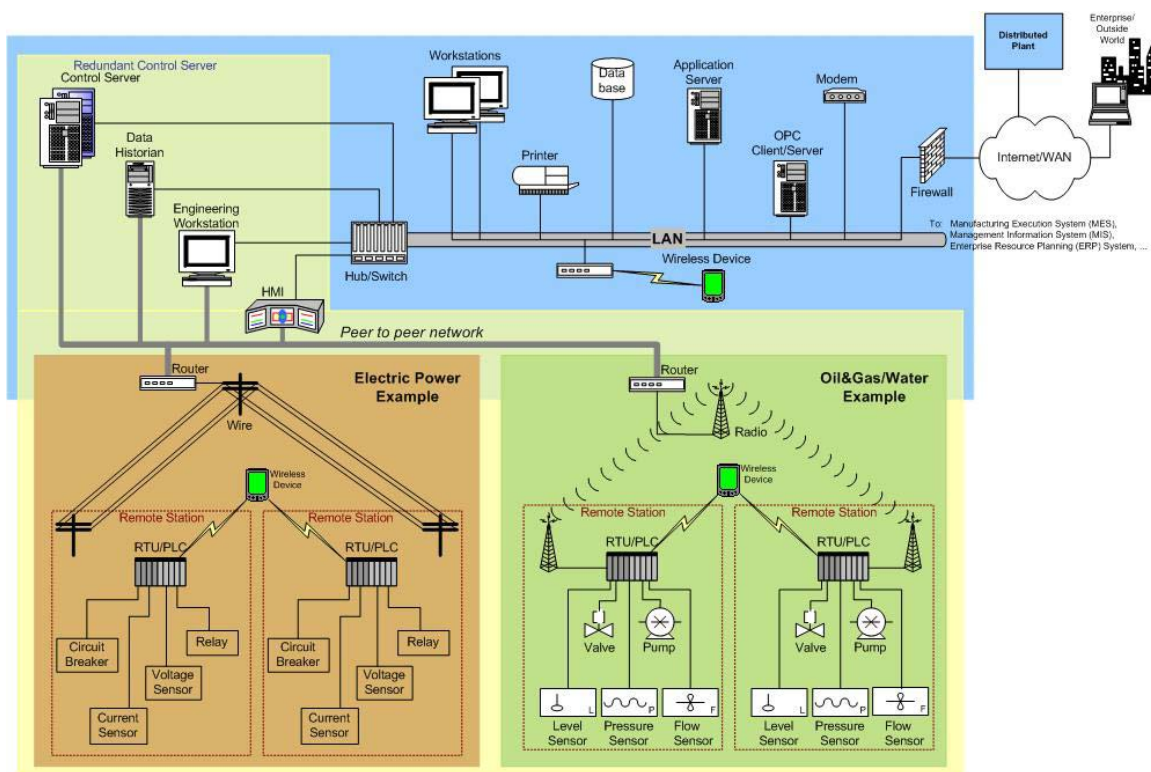 Redundant Control Server
Control Server
Data
Historian
Engineering
Workstation
HMI
Hub/Switch
Workstations
Printer
Data
base
Application
Server
Modem
OPC
Client/Server
LAN
Wireless Device
Firewall
Distributed
Plant
Enterprise/
Outside
World
Internet/WAN
To: Manufacturing Execution System (MES),
Management Information System (MIS),
Enterprise Resource Planning (ERP) System, ...
Peer to peer network
Router
Electric Power
Example
Wire
Wireless
Device
Remote Station
RTU/PLC
Circuit
Breaker
Relay
Voltage
Sensor
Current
Sensor
Remote Station
RTU/PLC
Circuit
Breaker
Relay
Voltage
Sensor
Current
Sensor
Router
Oil&Gas/Water
Example
Radio
Wireless
Device
Remote Station
RTU/PLC
Valve
Pump
L
P
F
Level
Sensor
Pressure
Sensor
Flow
Sensor
Remote Station
RTU/PLC
Valve
Pump
L
P
F
Level
Sensor
Pressure
Sensor
Flow
Sensor